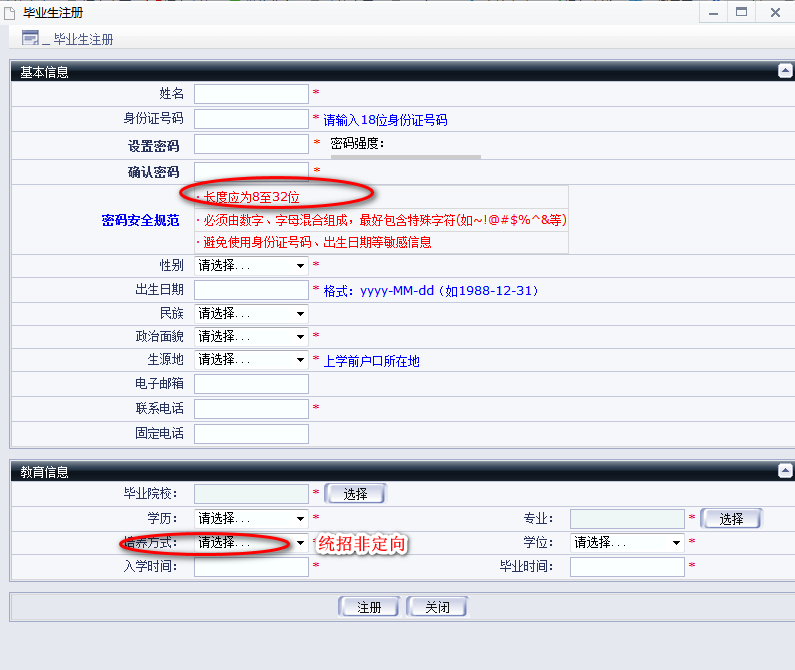 毕业生注册
毕业生注册
基本信息
姓名 *
身份证号码 * 请输入18位身份证号码
设置密码 * 密码强度：
确认密码 *
密码安全规范
· 长度应为8至32位
· 必须由数字、字母混合组成，最好包含特殊字符(如~!@#$%^&等)
· 避免使用身份证号码、出生日期等敏感信息
性别 请选择... *
出生日期 * 格式：yyyy-MM-dd（如1988-12-31）
民族 请选择...
政治面貌 请选择... *
生源地 请选择... * 上学前户口所在地
电子邮箱
联系电话 *
固定电话
教育信息
毕业院校： * 选择
学历： 请选择... * 专业： * 选择
培养方式： 请选择... * 统招非定向 学位： 请选择... *
入学时间： * 毕业时间： *
注册 关闭